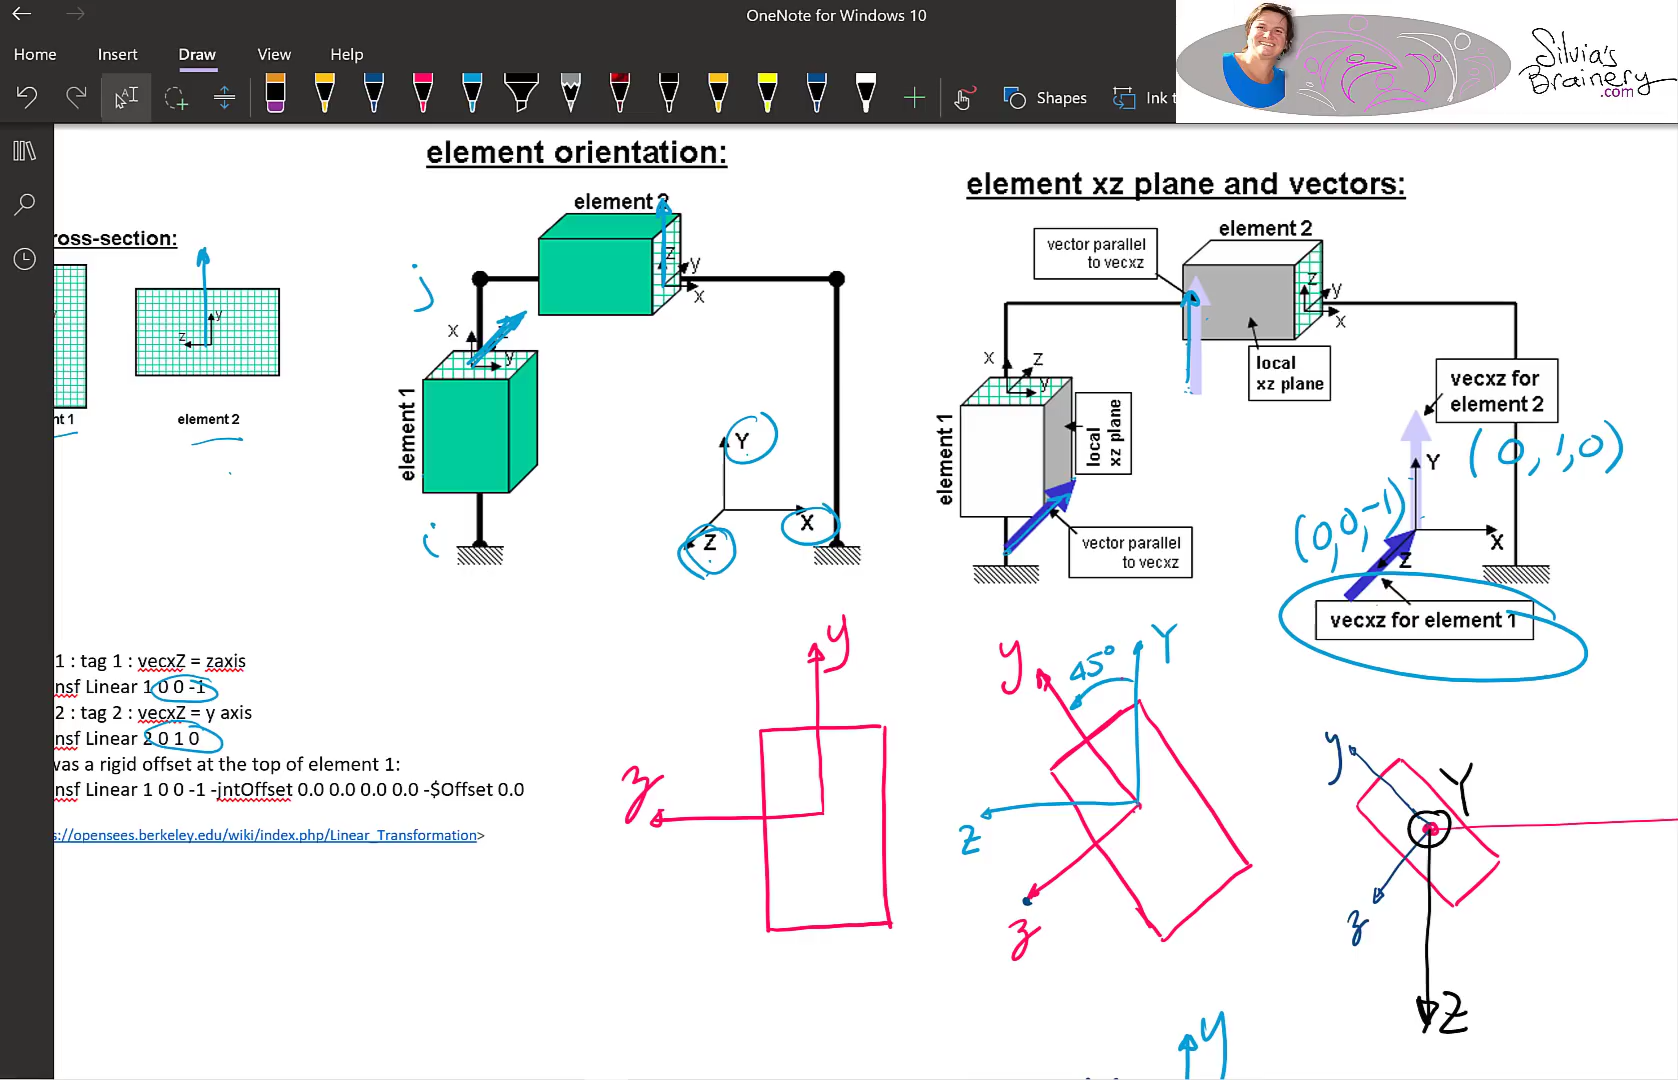 OneNote for Windows 10
Home Insert Draw View Help
Shapes
Ink t
Silvia's
Brainery
.com
element orientation:
element xz plane and vectors:
ross-section:
element 2
z
y
x
y
z
nt 1
element 2
j
x
y
element 1
i
Y
X
Z
vector parallel
to vecxz
element 2
z
y
x
local
xz plane
x
z
y
element 1
local
xz plane
vector parallel
to vecxz
vecxz for
element 2
(0, 1, 0)
Y
(0, 0, -1)
X
Z
vecxz for element 1
1 : tag 1 : vecxZ = zaxis
nsf Linear 1 0 0 -1
2 : tag 2 : vecxZ = y axis
nsf Linear 2 0 1 0
was a rigid offset at the top of element 1:
nsf Linear 1 0 0 -1 -jntOffset 0.0 0.0 0.0 0.0 -$Offset 0.0
s://opensees.berkeley.edu/wiki/index.php/Linear_Transformation>
y
z
y
45°
Y
z
z
y
Y
z
Z
y